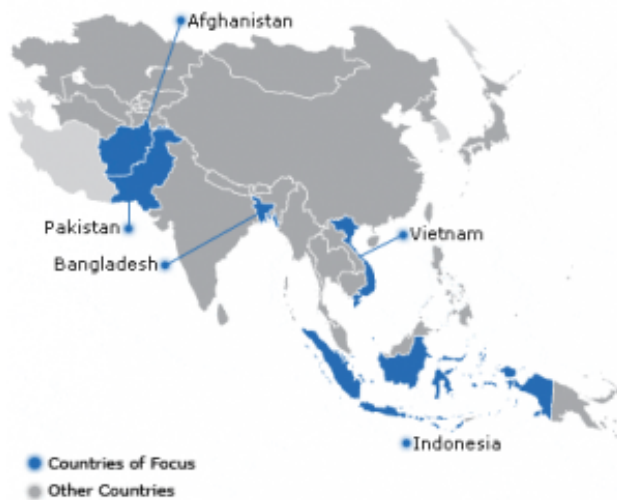 Afghanistan
Pakistan
Bangladesh
Vietnam
Indonesia
Countries of Focus
Other Countries